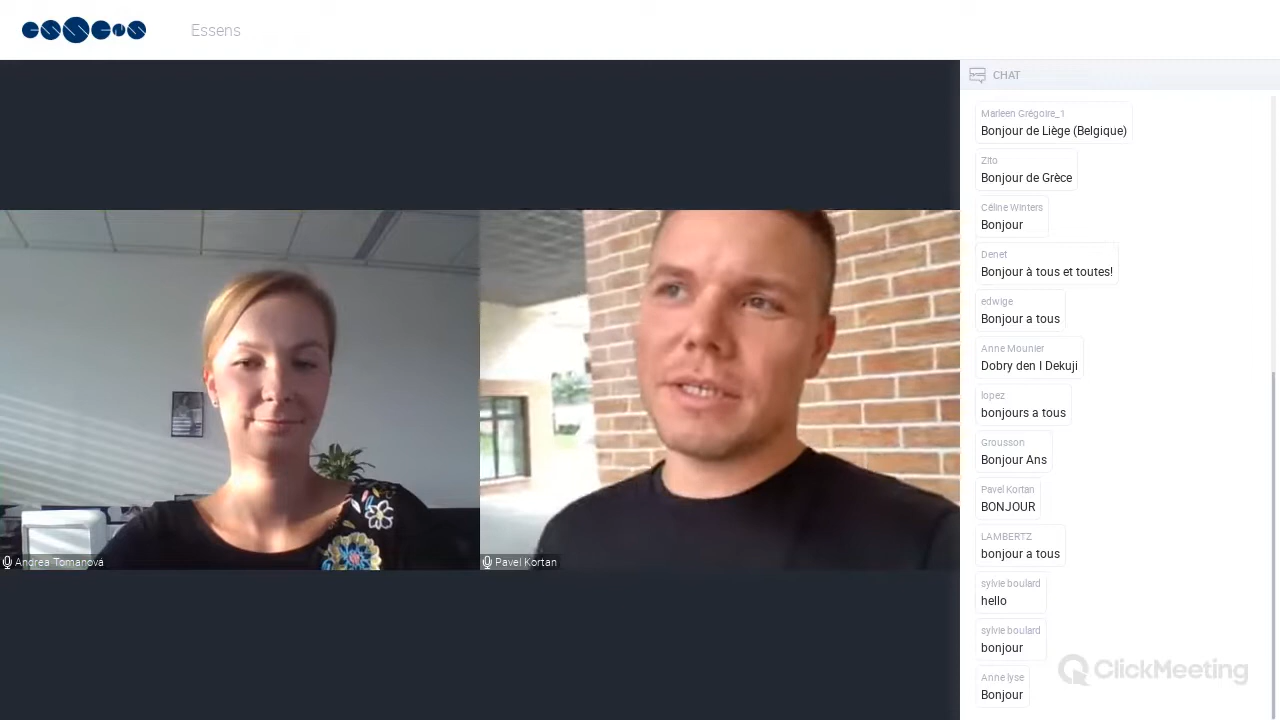 essens
Essens
CHAT
Marleen Grégoire_1
Bonjour de Liège (Belgique)
Zito
Bonjour de Grèce
Céline Winters
Bonjour
Denet
Bonjour à tous et toutes!
edwige
Bonjour a tous
Anne Mounier
Dobry den I Dekuji
lopez
bonjours a tous
Grousson
Bonjour Ans
Pavel Kortan
BONJOUR
LAMBERTZ
bonjour a tous
sylvie boulard
hello
sylvie boulard
bonjour
Anne lyse
Bonjour
Andrea Tomanová
Pavel Kortan
ClickMeeting